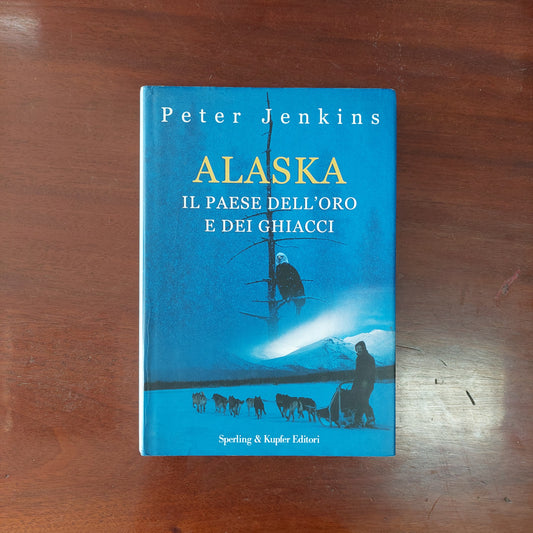 Peter Jenkins
ALASKA
IL PAESE DELL'ORO
E DEI GHIACCI
Sperling & Kupfer Editori